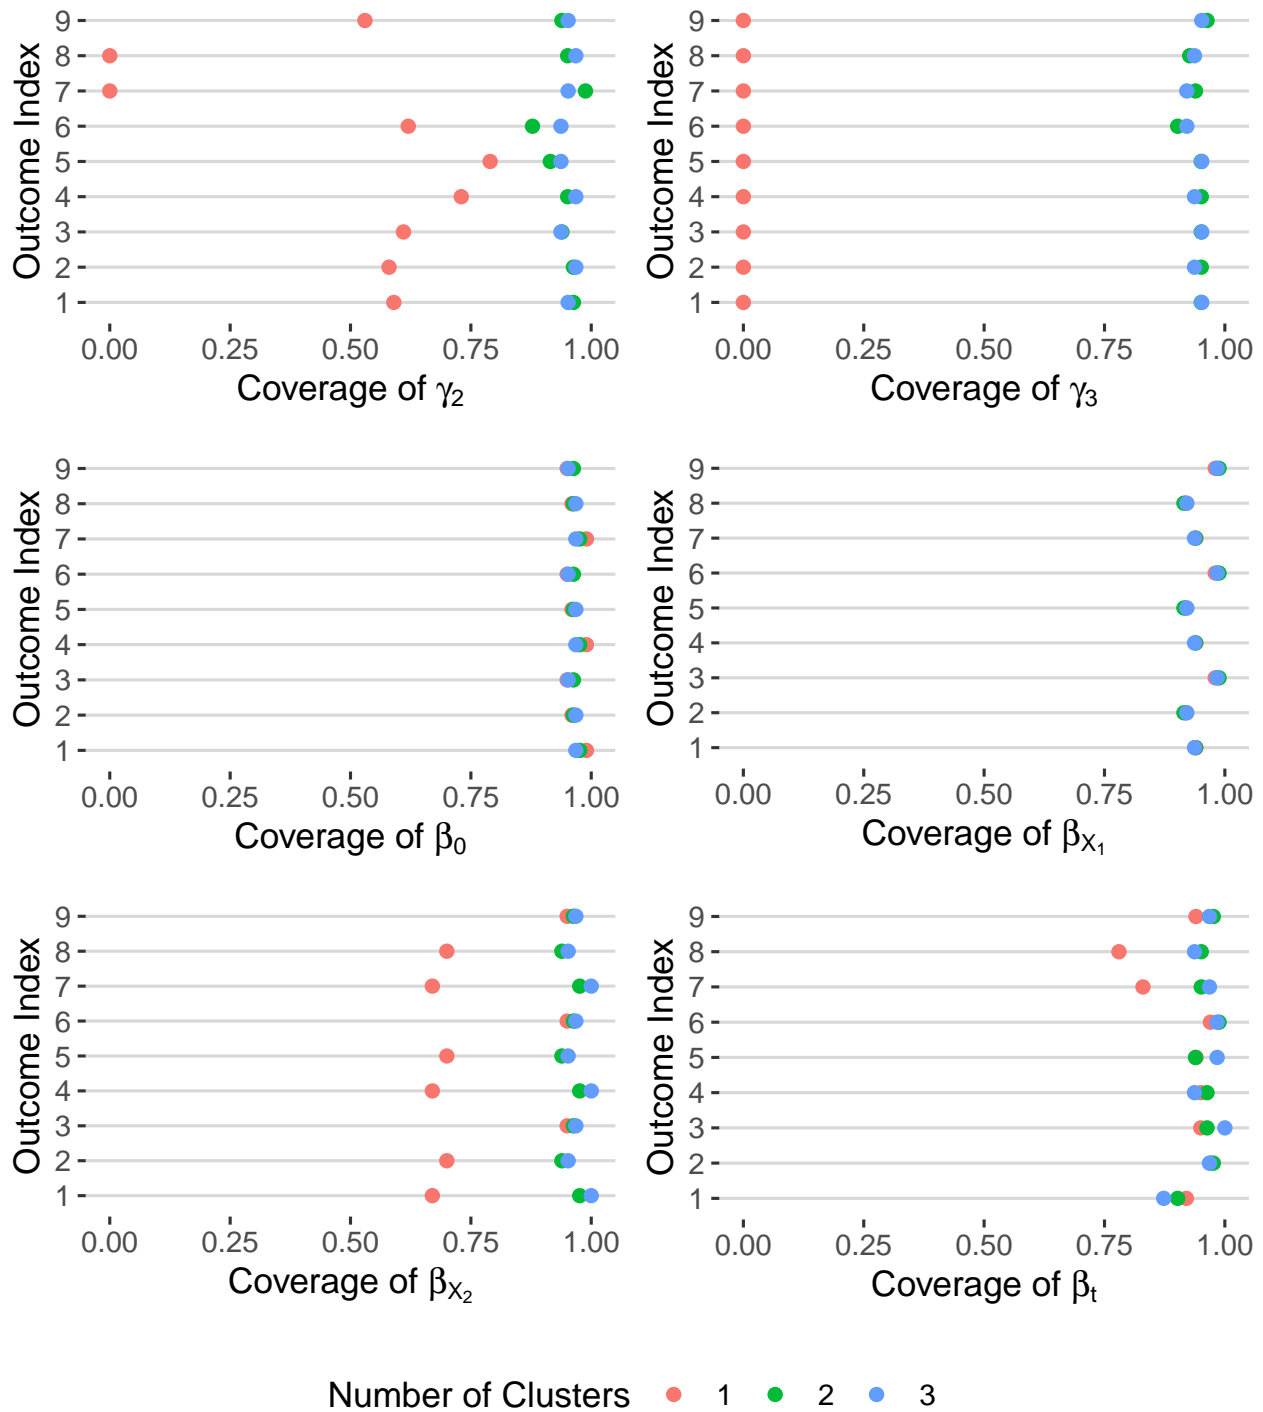 Outcome Index
9
8
7
6
5
4
3
2
1
0.00 0.25 0.50 0.75 1.00
Coverage of γ2
Outcome Index
9
8
7
6
5
4
3
2
1
0.00 0.25 0.50 0.75 1.00
Coverage of γ3
Outcome Index
9
8
7
6
5
4
3
2
1
0.00 0.25 0.50 0.75 1.00
Coverage of β0
Outcome Index
9
8
7
6
5
4
3
2
1
0.00 0.25 0.50 0.75 1.00
Coverage of βX1
Outcome Index
9
8
7
6
5
4
3
2
1
0.00 0.25 0.50 0.75 1.00
Coverage of βX2
Outcome Index
9
8
7
6
5
4
3
2
1
0.00 0.25 0.50 0.75 1.00
Coverage of βt
Number of Clusters 1 2 3